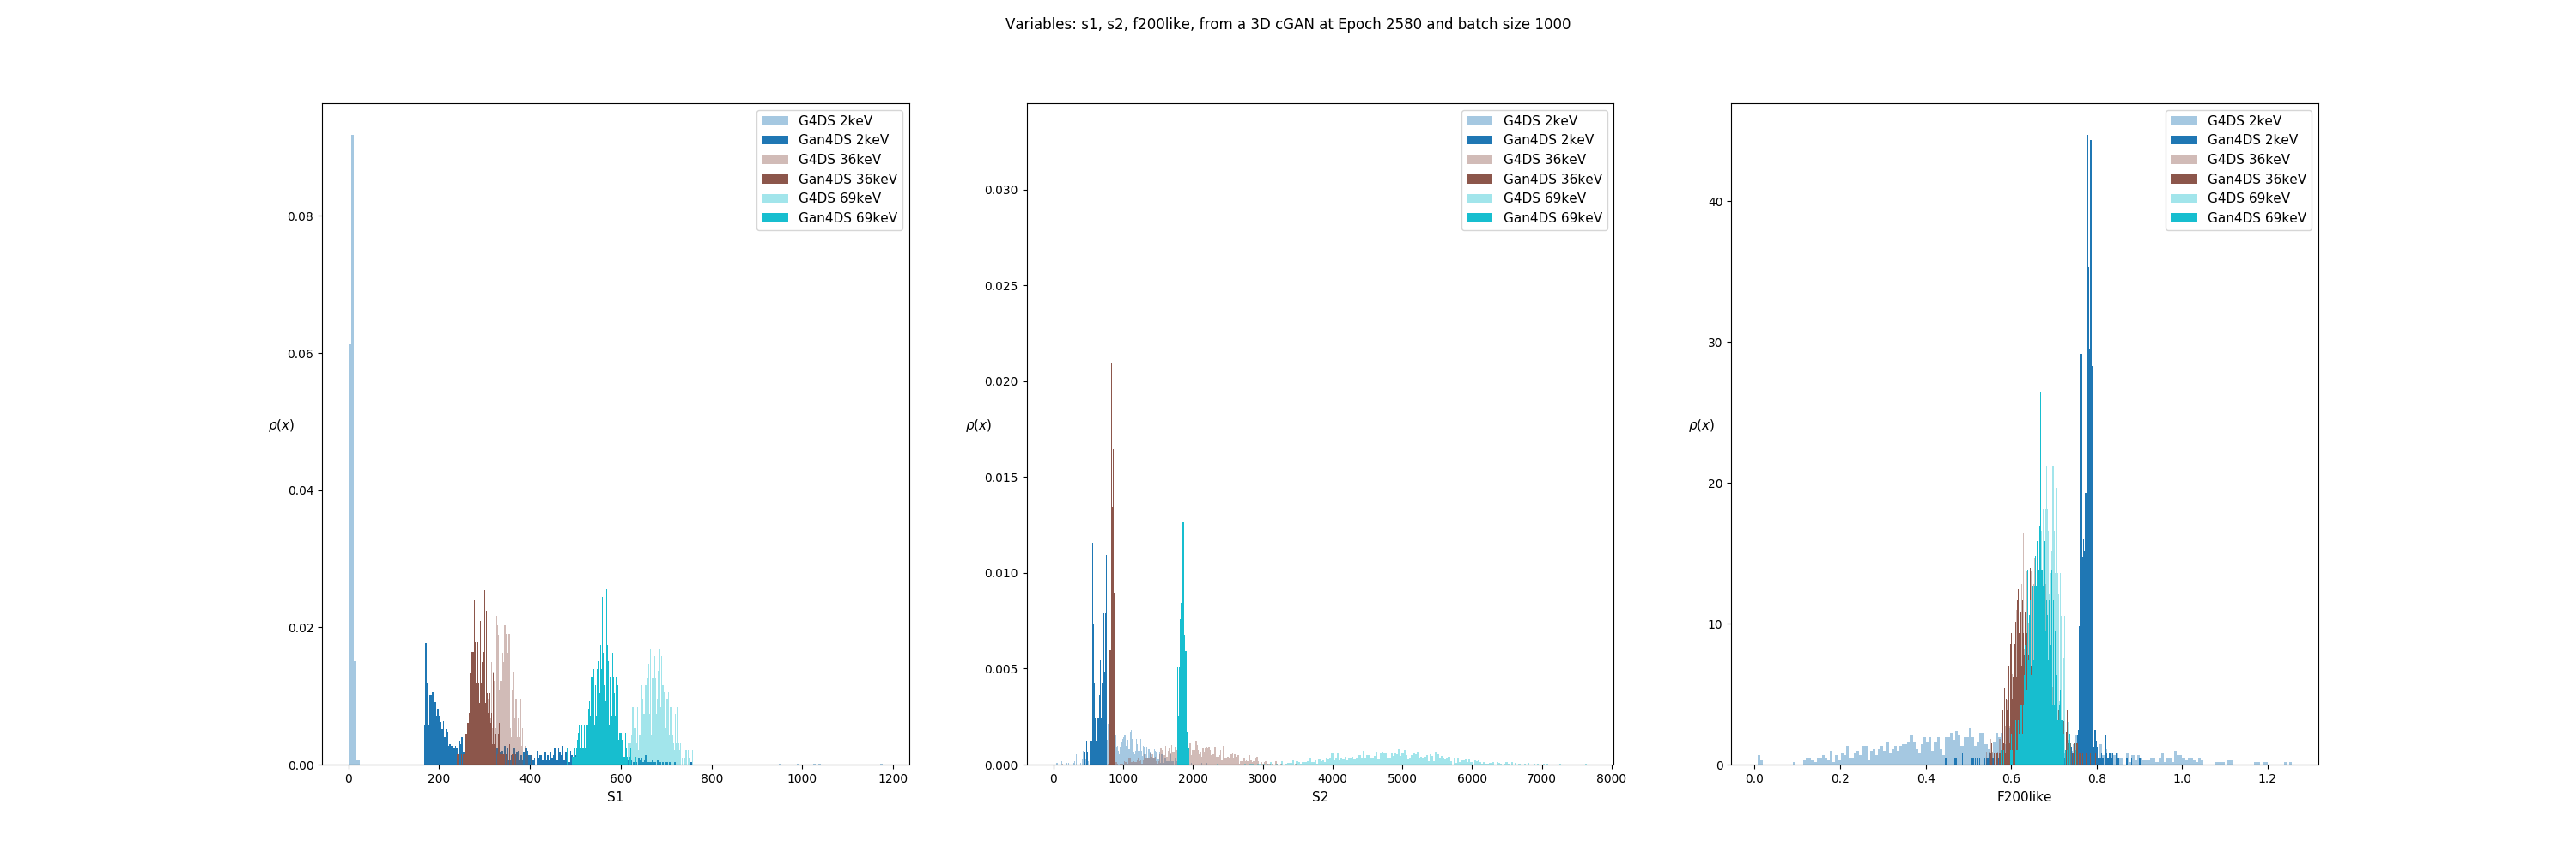 Variables: s1, s2, f200like, from a 3D cGAN at Epoch 2580 and batch size 1000
G4DS 2keV
Gan4DS 2keV
G4DS 36keV
Gan4DS 36keV
G4DS 69keV
Gan4DS 69keV
0.08
0.06
0.04
0.02
0.00
ρ(x)
0
200
400
600
800
1000
1200
S1
G4DS 2keV
Gan4DS 2keV
G4DS 36keV
Gan4DS 36keV
G4DS 69keV
Gan4DS 69keV
0.030
0.025
0.020
0.015
0.010
0.005
0.000
ρ(x)
0
1000
2000
3000
4000
5000
6000
7000
8000
S2
G4DS 2keV
Gan4DS 2keV
G4DS 36keV
Gan4DS 36keV
G4DS 69keV
Gan4DS 69keV
40
30
20
10
0
ρ(x)
0.0
0.2
0.4
0.6
0.8
1.0
1.2
F200like